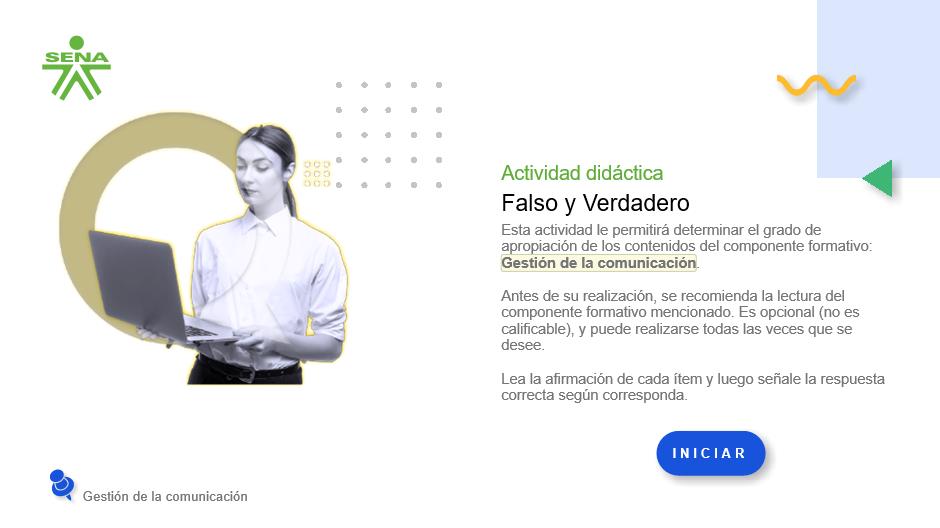 SENA
Actividad didáctica
Falso y Verdadero
Esta actividad le permitirá determinar el grado de
apropiación de los contenidos del componente formativo:
Gestión de la comunicación.
Antes de su realización, se recomienda la lectura del
componente formativo mencionado. Es opcional (no es
calificable), y puede realizarse todas las veces que se
desee.
Lea la afirmación de cada ítem y luego señale la respuesta
correcta según corresponda.
INICIAR
Gestión de la comunicación